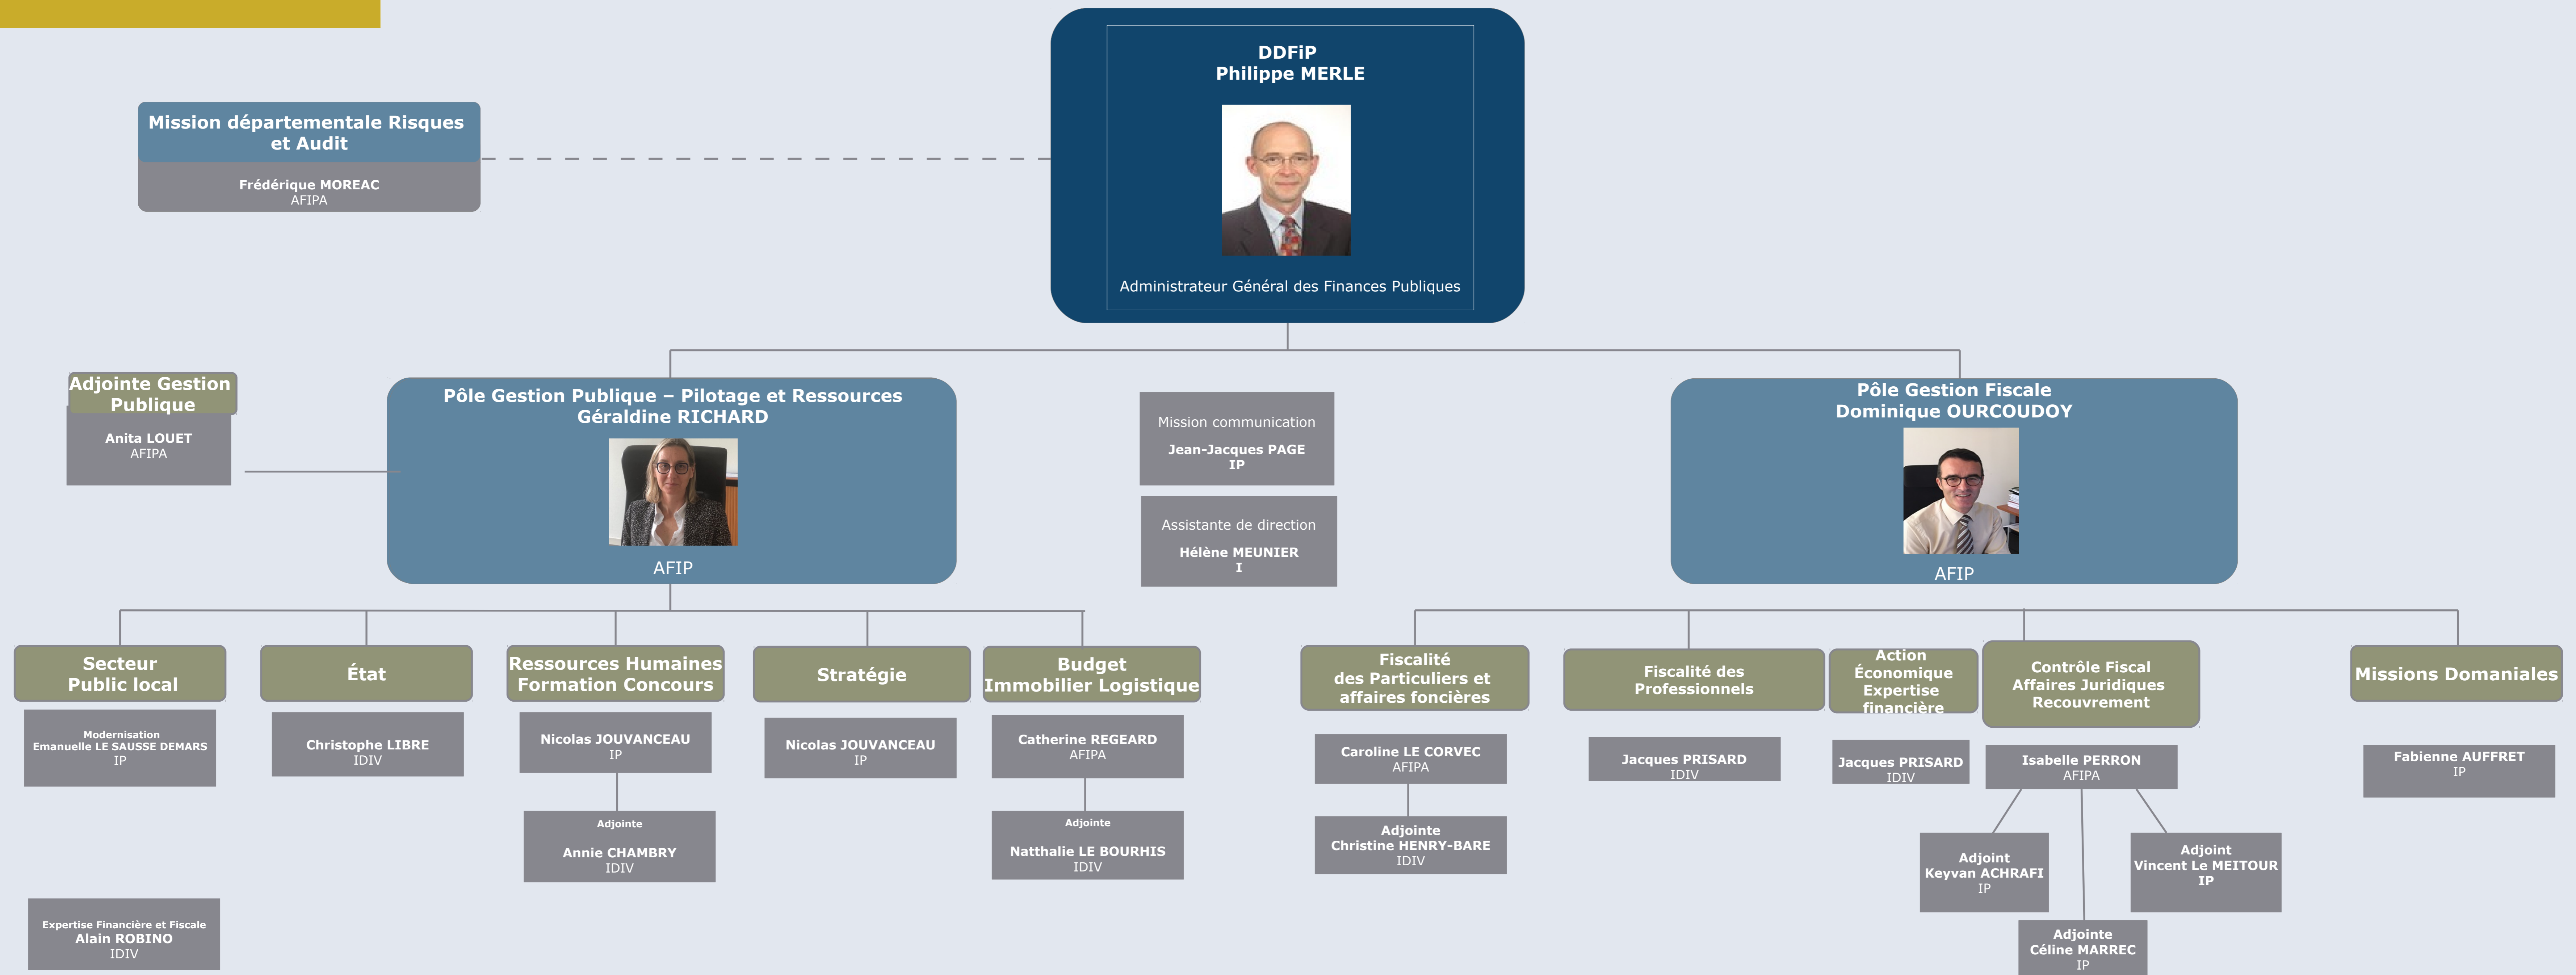 DDFiP
Philippe MERLE
Administrateur Général des Finances Publiques
Mission départementale Risques
et Audit
Frédérique MOREAC
AFIPA
Adjointe Gestion
Publique
Anita LOUET
AFIPA
Pôle Gestion Publique – Pilotage et Ressources
Géraldine RICHARD
AFIP
Mission communication
Jean-Jacques PAGE
IP
Assistante de direction
Hélène MEUNIER
I
Pôle Gestion Fiscale
Dominique OURCOUDOY
AFIP
Secteur
Public local
Modernisation
Emanuelle LE SAUSSE DEMARS
IP
Expertise Financière et Fiscale
Alain ROBINO
IDIV
État
Christophe LIBRE
IDIV
Ressources Humaines
Formation Concours
Nicolas JOUVANCEAU
IP
Adjointe
Annie CHAMBRY
IDIV
Stratégie
Nicolas JOUVANCEAU
IP
Budget
Immobilier Logistique
Catherine REGEARD
AFIPA
Adjointe
Natthalie LE BOURHIS
IDIV
Fiscalité
des Particuliers et
affaires foncières
Caroline LE CORVEC
AFIPA
Adjointe
Christine HENRY-BARE
IDIV
Fiscalité des
Professionnels
Jacques PRISARD
IDIV
Action
Économique
Expertise
financière
Jacques PRISARD
IDIV
Contrôle Fiscal
Affaires Juridiques
Recouvrement
Isabelle PERRON
AFIPA
Adjoint
Keyvan ACHRAFI
IP
Adjointe
Céline MARREC
IP
Adjoint
Vincent Le MEITOUR
IP
Missions Domaniales
Fabienne AUFFRET
IP